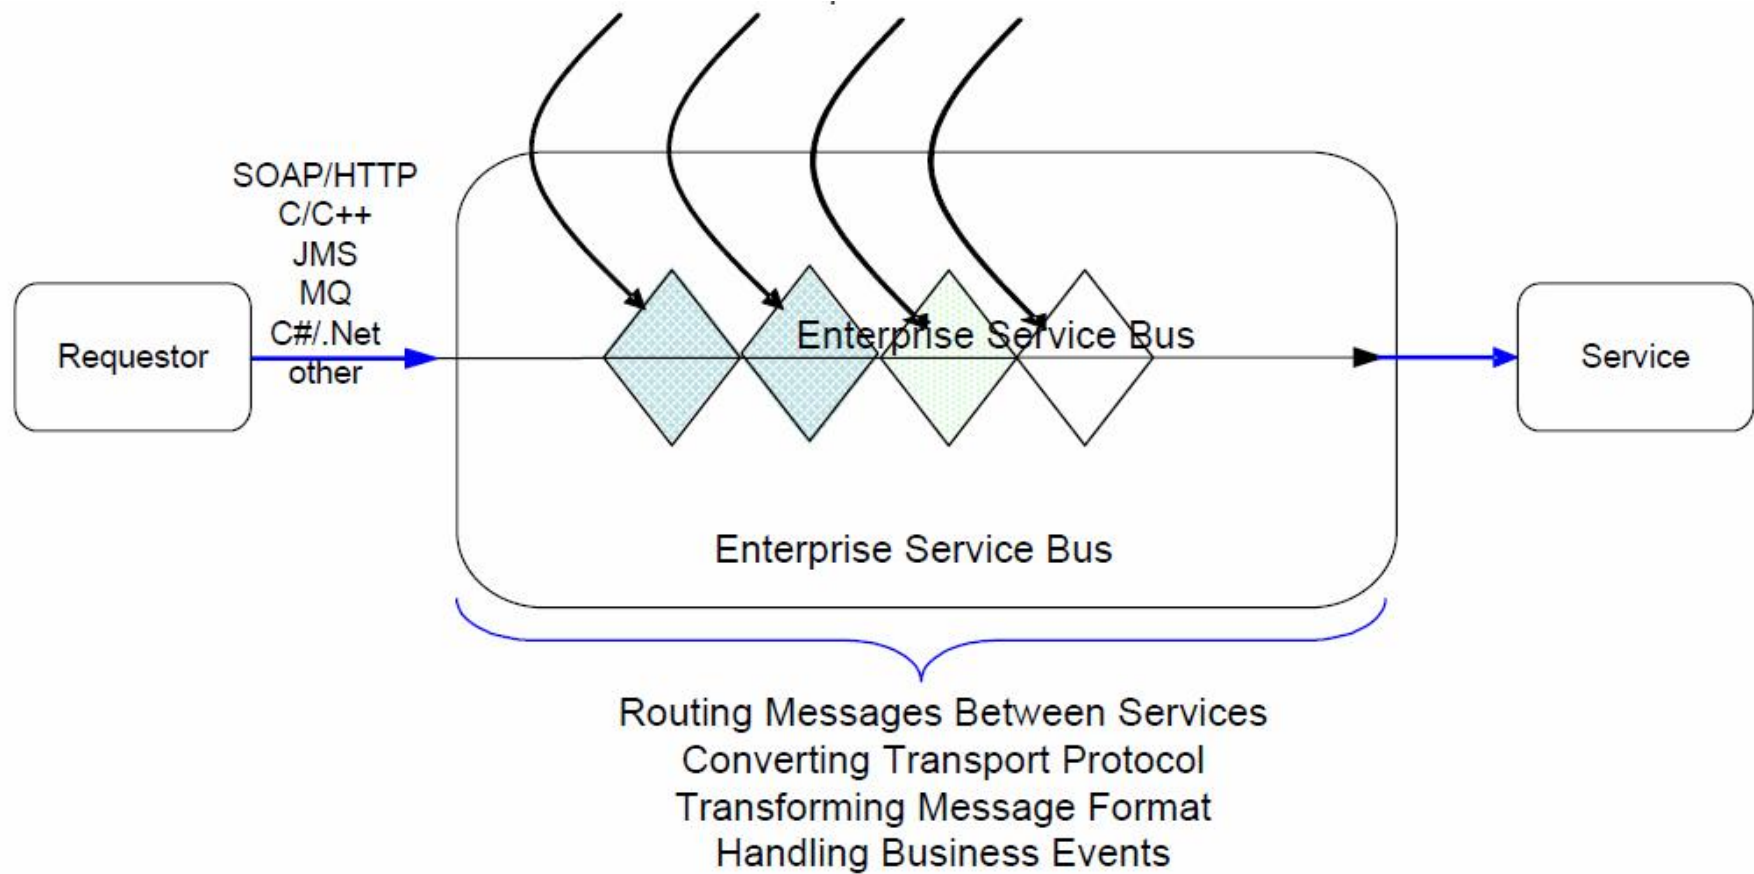 SOAP/HTTP
C/C++
JMS
MQ
C#/.Net
other
Requestor
Enterprise Service Bus
Service
Enterprise Service Bus
Routing Messages Between Services
Converting Transport Protocol
Transforming Message Format
Handling Business Events